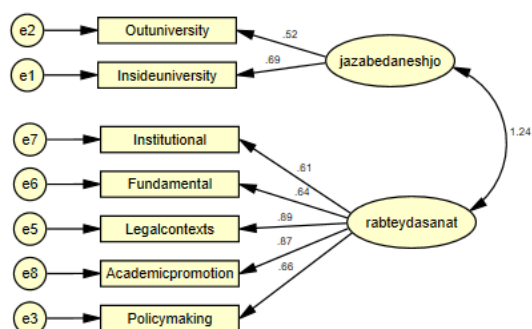 e2
Outuniversity
.52
jazabedaneshjo
e1
Insideuniversity
.69
1.24
e7
Institutional
.61
e6
Fundamental
.64
e5
Legalcontexts
.89
rabteydasanat
e8
Academicpromotion
.87
e3
Policymaking
.66